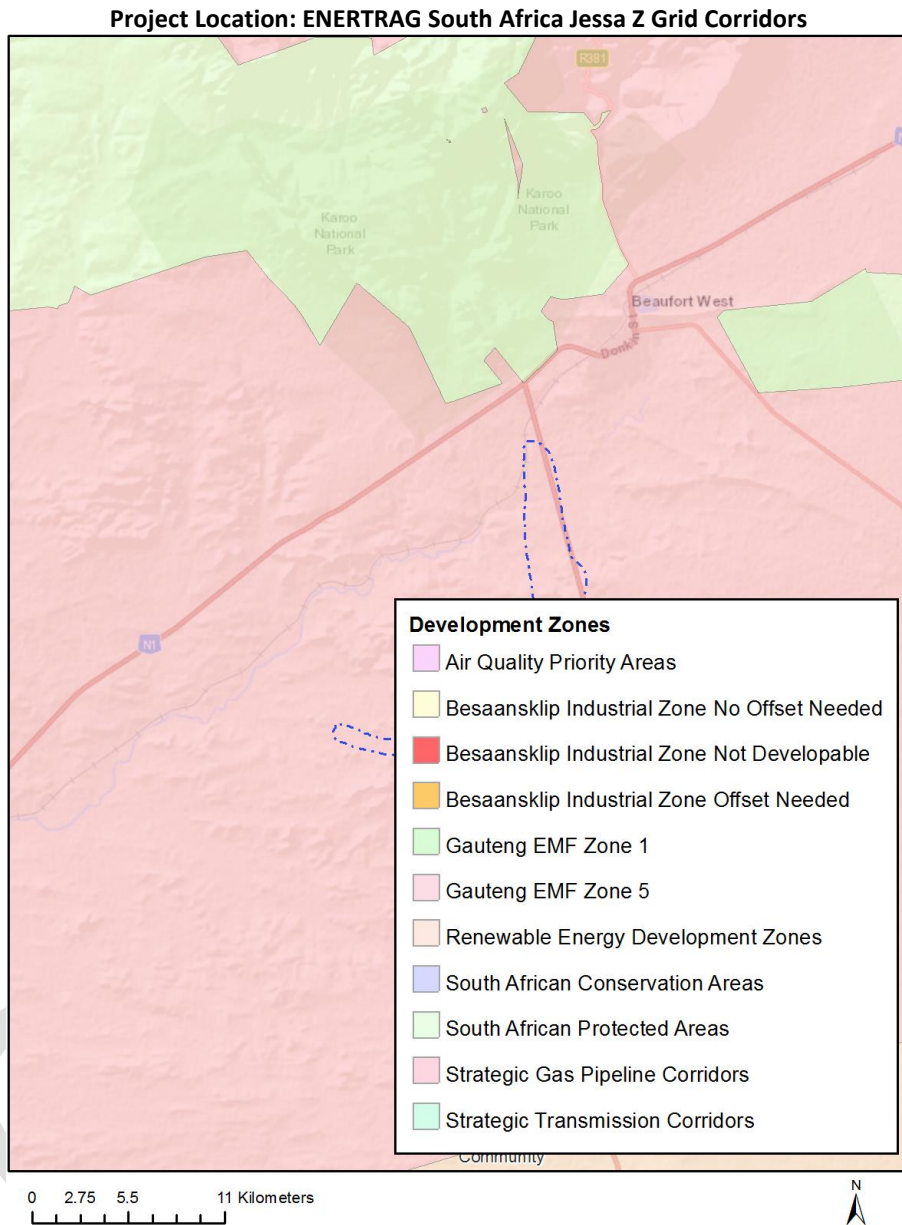 Project Location: ENERTRAG South Africa Jessa Z Grid Corridors
R381
N
Karoo
National
Park
Karoo
National
Park
Beaufort West
Donkin St
N1
Development Zones
Air Quality Priority Areas
Besaansklip Industrial Zone No Offset Needed
Besaansklip Industrial Zone Not Developable
Besaansklip Industrial Zone Offset Needed
Gauteng EMF Zone 1
Gauteng EMF Zone 5
Renewable Energy Development Zones
South African Conservation Areas
South African Protected Areas
Strategic Gas Pipeline Corridors
Strategic Transmission Corridors
Community
0 2.75 5.5 11 Kilometers
N